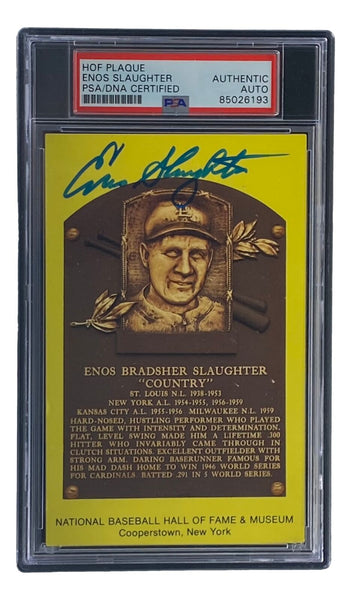 HOF PLAQUE
ENOS SLAUGHTER AUTHENTIC
PSA/DNA CERTIFIED AUTO
PSA 85026193
Enos Slaughter
ENOS BRADSHER SLAUGHTER
"COUNTRY"
ST. LOUIS N.L. 1938-1953
NEW YORK A.L. 1954-1955, 1956-1959
KANSAS CITY A.L. 1955-1956 MILWAUKEE N.L. 1959
HARD-NOSED, HUSTLING PERFORMER WHO PLAYED
THE GAME WITH INTENSITY AND DETERMINATION.
FLAT, LEVEL SWING MADE HIM A LIFETIME .300
HITTER WHO INVARIABLY CAME THROUGH IN
CLUTCH SITUATIONS. EXCELLENT OUTFIELDER WITH
STRONG ARM. DARING BASERUNNER FAMOUS FOR
HIS MAD DASH HOME TO WIN 1946 WORLD SERIES
FOR CARDINALS. BATTED .291 IN 5 WORLD SERIES.
NATIONAL BASEBALL HALL OF FAME & MUSEUM
Cooperstown, New York